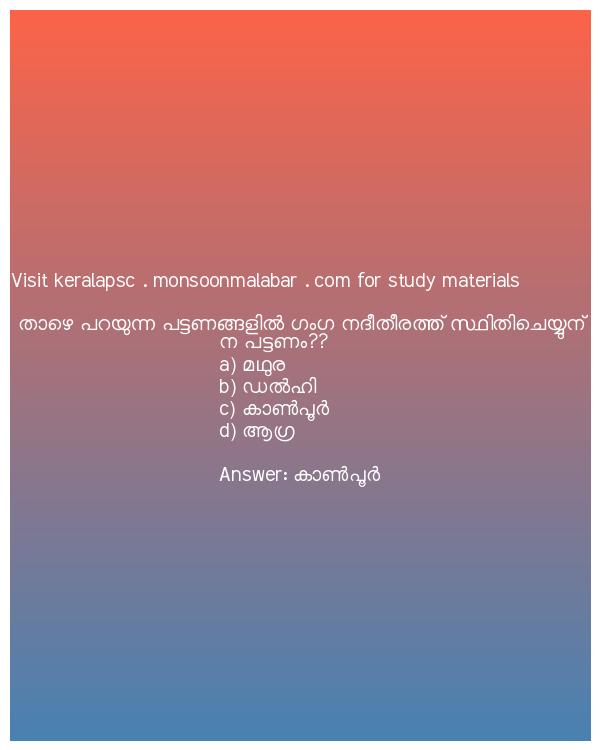 Visit keralapsc . monsoonmalabar . com for study materials
താഴെ പറയുന്ന പട്ടണങ്ങളിൽ ഗംഗ നദീതീരത്ത് സ്ഥിതിചെയ്യുന്
ന പട്ടണം??
a) മഥുര
b) ഡൽഹി
c) കാൺപൂർ
d) ആഗ്ര
Answer: കാൺപൂർ